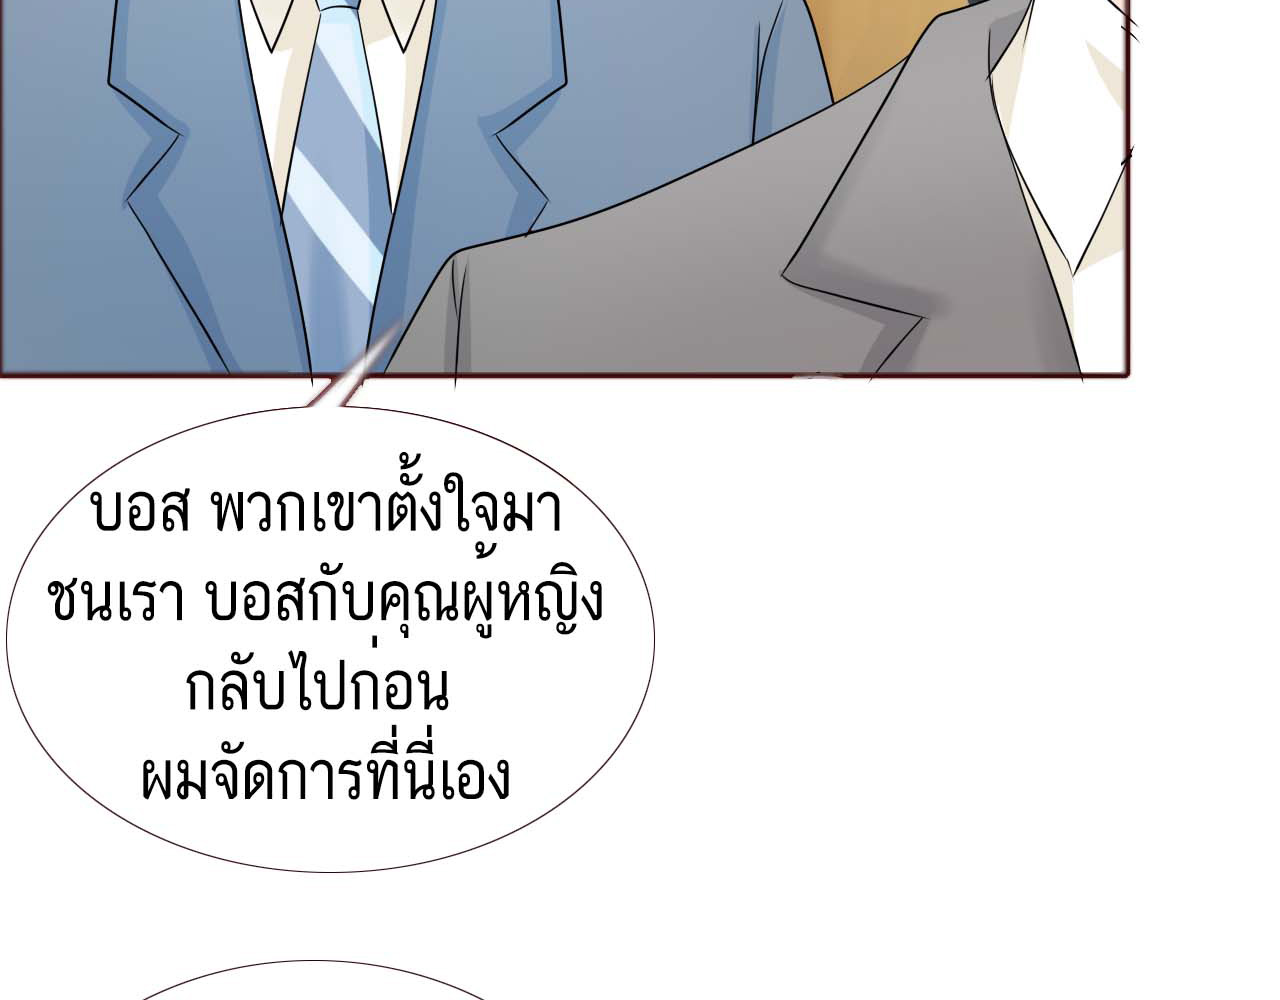 บอส พวกเขาตั้งใจมา
ชนเรา บอสกับคุณผู้หญิง
กลับไปก่อน
ผมจัดการที่นี่เอง